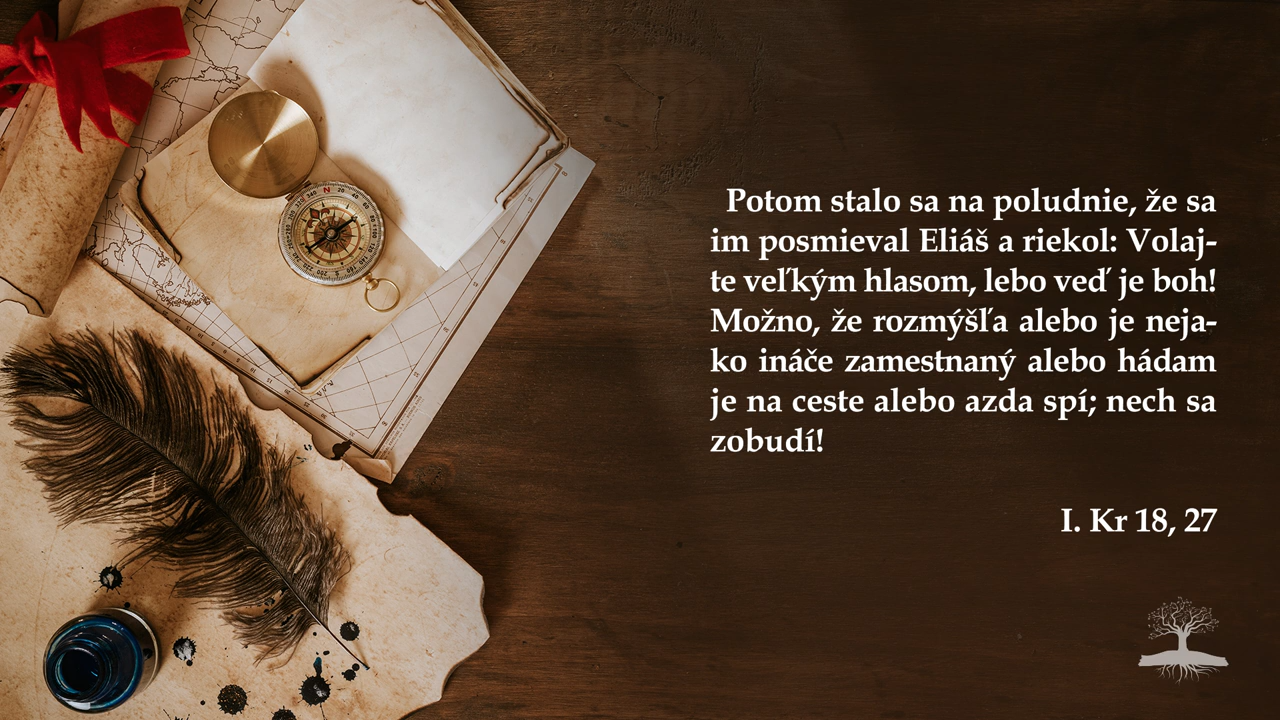 Potom stalo sa na poludnie, že sa
im posmieval Eliáš a riekol: Volaj-
te veľkým hlasom, lebo veď je boh!
Možno, že rozmýšľa alebo je neja-
ko ináče zamestnaný alebo hádam
je na ceste alebo azda spí; nech sa
zobudí!
I. Kr 18, 27